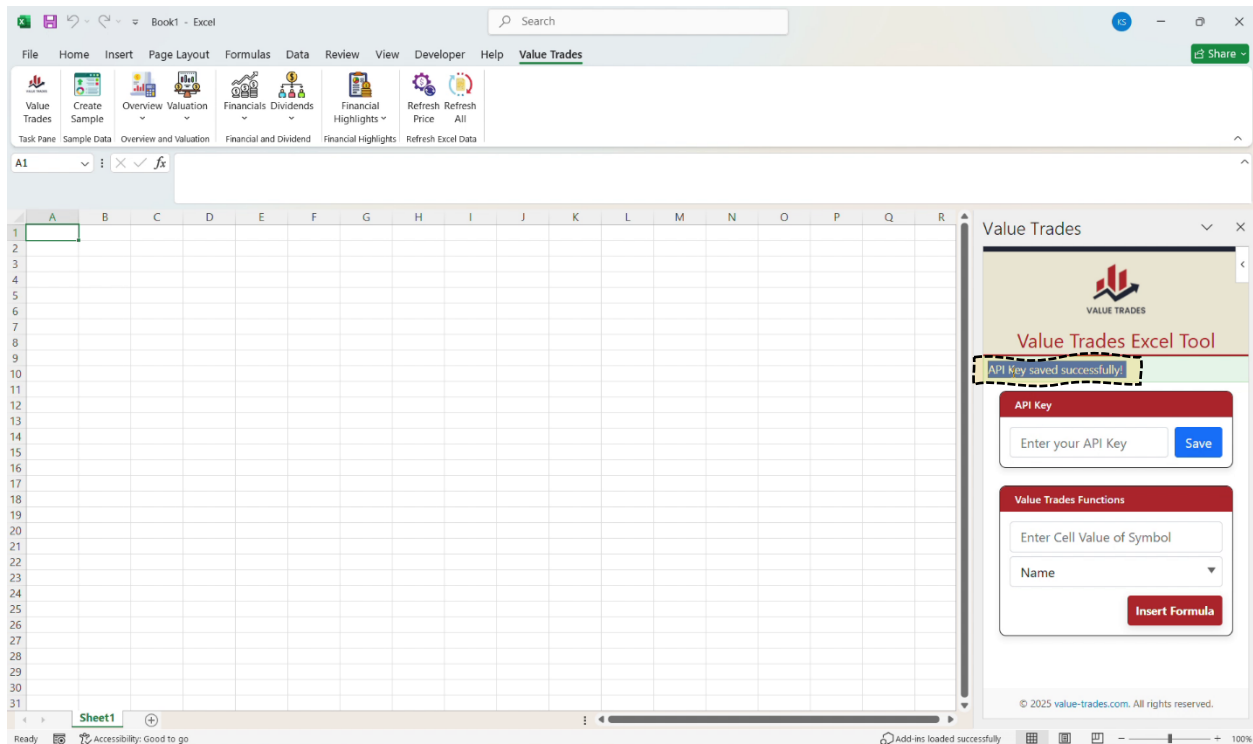 Book1 - Excel
Search
KS
File Home Insert Page Layout Formulas Data Review View Developer Help Value Trades
Share
Value Trades
Create Sample
Overview Valuation
Financials Dividends
Financial Highlights
Refresh Price
Refresh All
Task Pane Sample Data Overview and Valuation Financial and Dividend Financial Highlights Refresh Excel Data
A1 fx
A B C D E F G H I J K L M N O P Q R
1
2
3
4
5
6
7
8
9
10
11
12
13
14
15
16
17
18
19
20
21
22
23
24
25
26
27
28
29
30
31
Value Trades
VALUE TRADES
Value Trades Excel Tool
API Key saved successfully!
API Key
Enter your API Key Save
Value Trades Functions
Enter Cell Value of Symbol
Name
Insert Formula
© 2025 value-trades.com. All rights reserved.
Sheet1
Ready Accessibility: Good to go Add-ins loaded successfully 100%